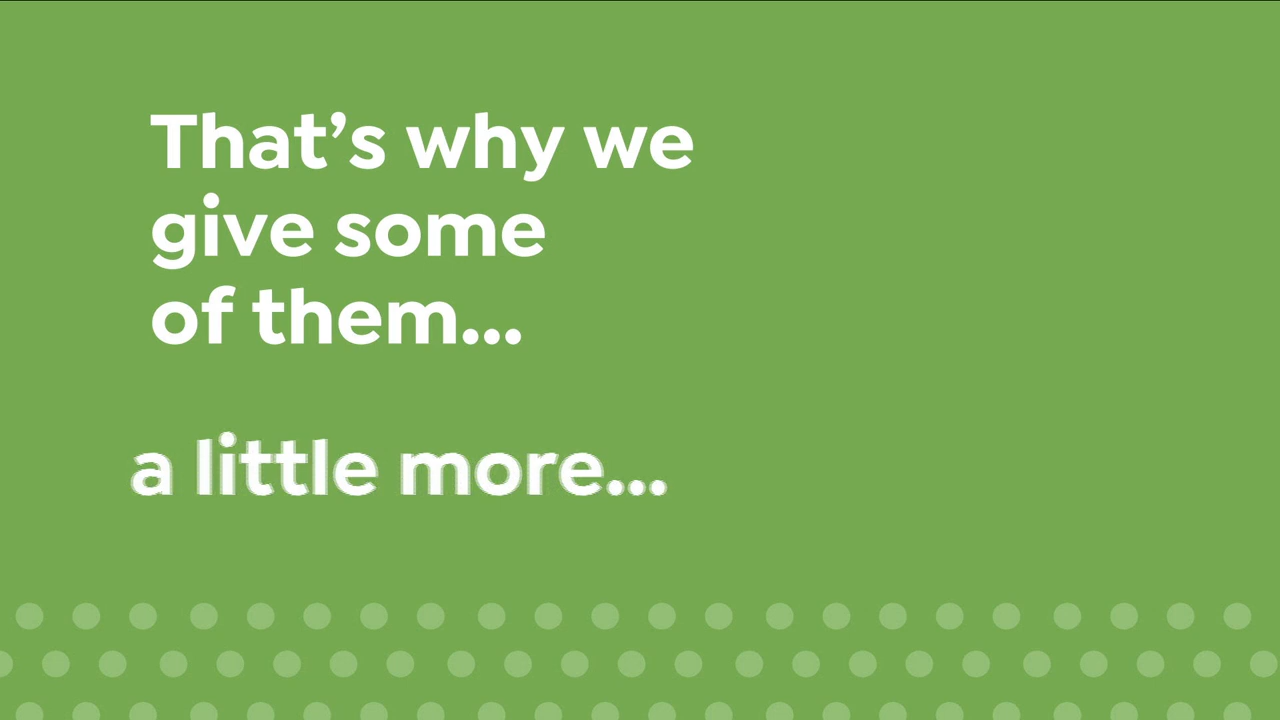 That’s why we
give some
of them...
a little more...